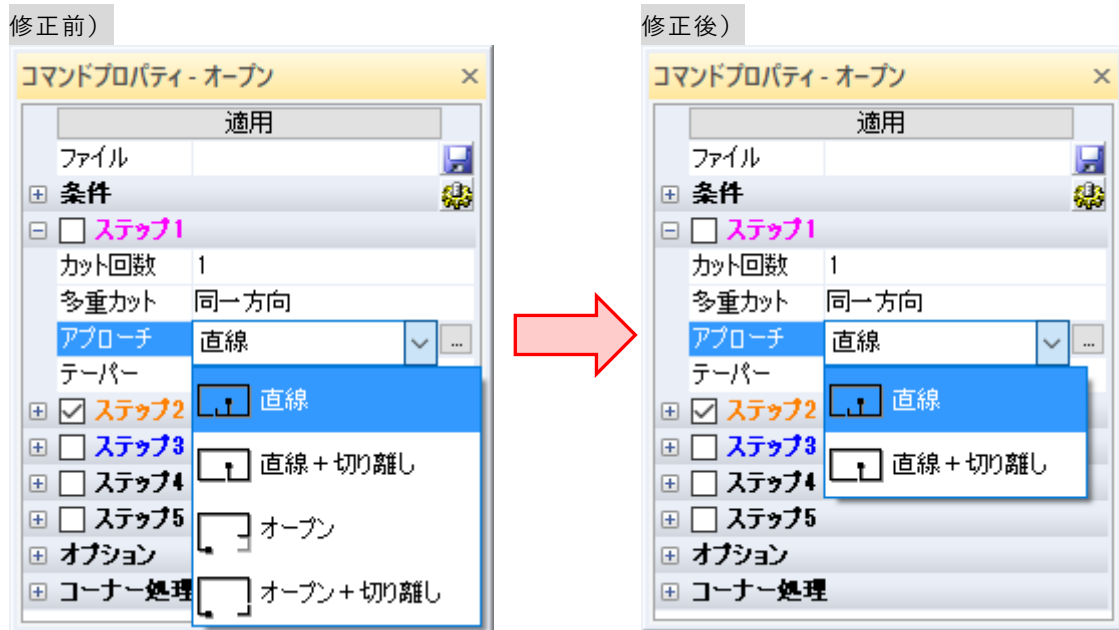 修正前）
コマンドプロパティ - オープン
適用
ファイル
条件
ステップ1
カット回数 1
多重カット 同一方向
アプローチ 直線 ...
テーパー
直線
ステップ2
ステップ3
直線＋切り離し
ステップ4
ステップ5
オープン
オプション
コーナー処理
オープン＋切り離し
修正後）
コマンドプロパティ - オープン
適用
ファイル
条件
ステップ1
カット回数 1
多重カット 同一方向
アプローチ 直線 ...
テーパー
直線
ステップ2
ステップ3
直線＋切り離し
ステップ4
ステップ5
オプション
コーナー処理